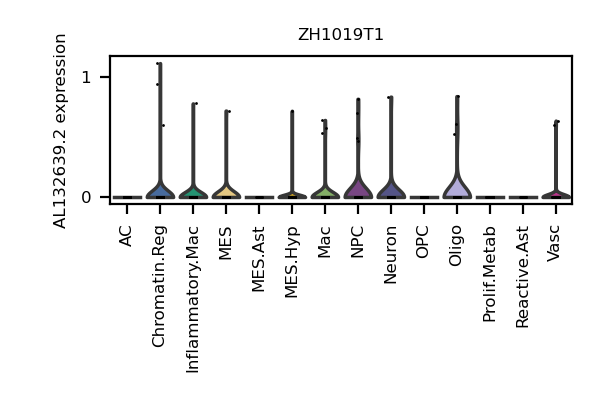 ZH1019T1
AL132639.2 expression
1
0
AC
Chromatin.Reg
Inflammatory.Mac
MES
MES.Ast
MES.Hyp
Mac
NPC
Neuron
OPC
Oligo
Prolif.Metab
Reactive.Ast
Vasc